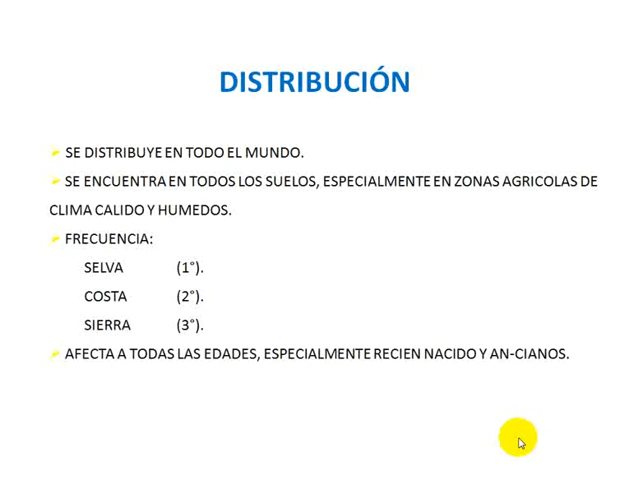 DISTRIBUCIÓN
SE DISTRIBUYE EN TODO EL MUNDO.
SE ENCUENTRA EN TODOS LOS SUELOS, ESPECIALMENTE EN ZONAS AGRICOLAS DE
CLIMA CALIDO Y HUMEDOS.
FRECUENCIA:
SELVA (1°).
COSTA (2°).
SIERRA (3°).
AFECTA A TODAS LAS EDADES, ESPECIALMENTE RECIEN NACIDO Y AN-CIANOS.